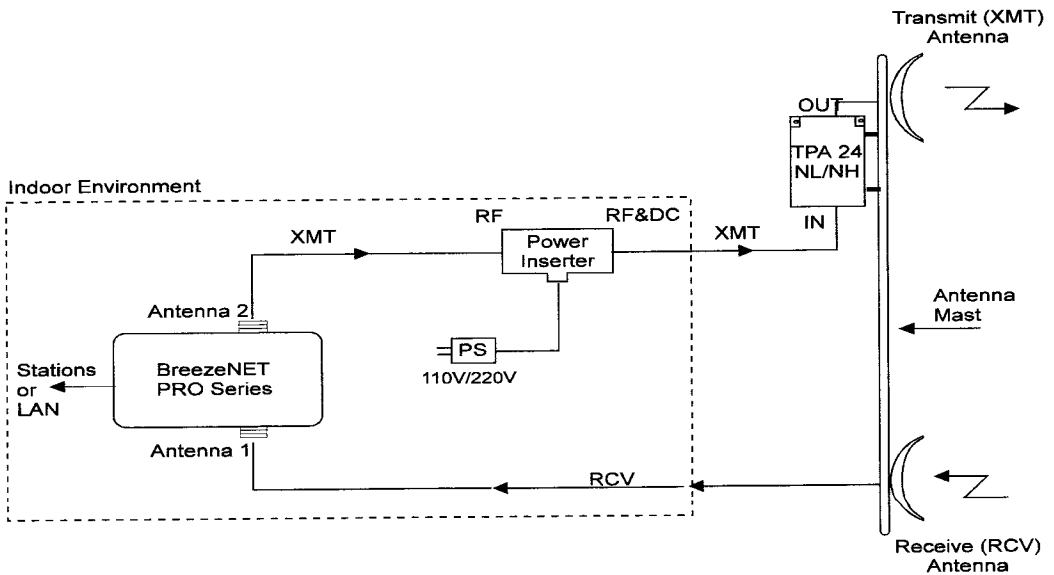 Transmit (XMT)
Antenna
OUT
TPA 24
NL/NH
IN
Indoor Environment
RF
RF&DC
XMT
XMT
Power
Inserter
Antenna 2
Antenna
Mast
PS
110V/220V
Stations
or
LAN
BreezeNET
PRO Series
Antenna 1
RCV
Receive (RCV)
Antenna